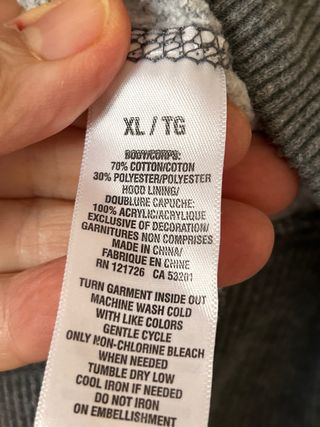 XL / TG
BODY/CORPS:
70% COTTON/COTON
30% POLYESTER/POLYESTER
HOOD LINING/
DOUBLURE CAPUCHE:
100% ACRYLIC/ACRYLIQUE
EXCLUSIVE OF DECORATION/
GARNITURES NON COMPRISES
MADE IN CHINA/
FABRIQUE EN CHINE
RN 121726 CA 53201
TURN GARMENT INSIDE OUT
MACHINE WASH COLD
WITH LIKE COLORS
GENTLE CYCLE
ONLY NON-CHLORINE BLEACH
WHEN NEEDED
TUMBLE DRY LOW
COOL IRON IF NEEDED
DO NOT IRON
ON EMBELLISHMENT